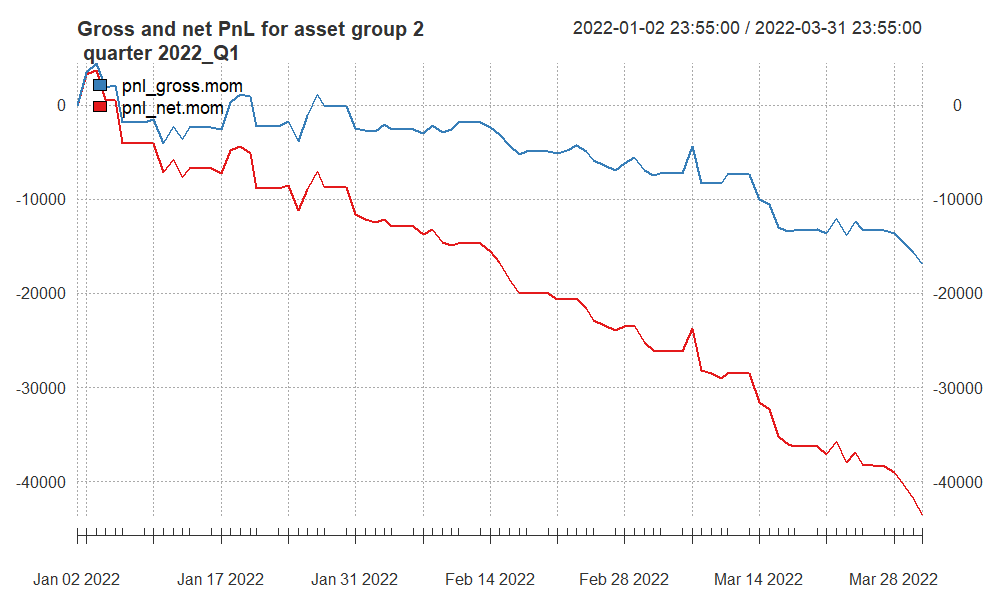 Gross and net PnL for asset group 2
quarter 2022_Q1
2022-01-02 23:55:00 / 2022-03-31 23:55:00
pnl_gross.mom
pnl_net.mom
0
-10000
-20000
-30000
-40000
0
-10000
-20000
-30000
-40000
Jan 02 2022 Jan 17 2022 Jan 31 2022 Feb 14 2022 Feb 28 2022 Mar 14 2022 Mar 28 2022